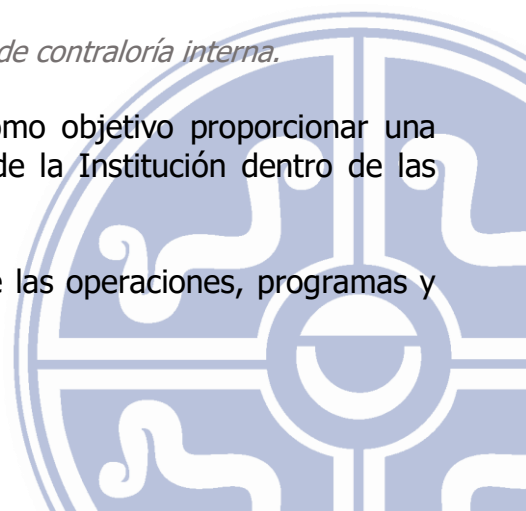 de contraloría interna.
omo objetivo proporcionar una
de la Institución dentro de las
e las operaciones, programas y